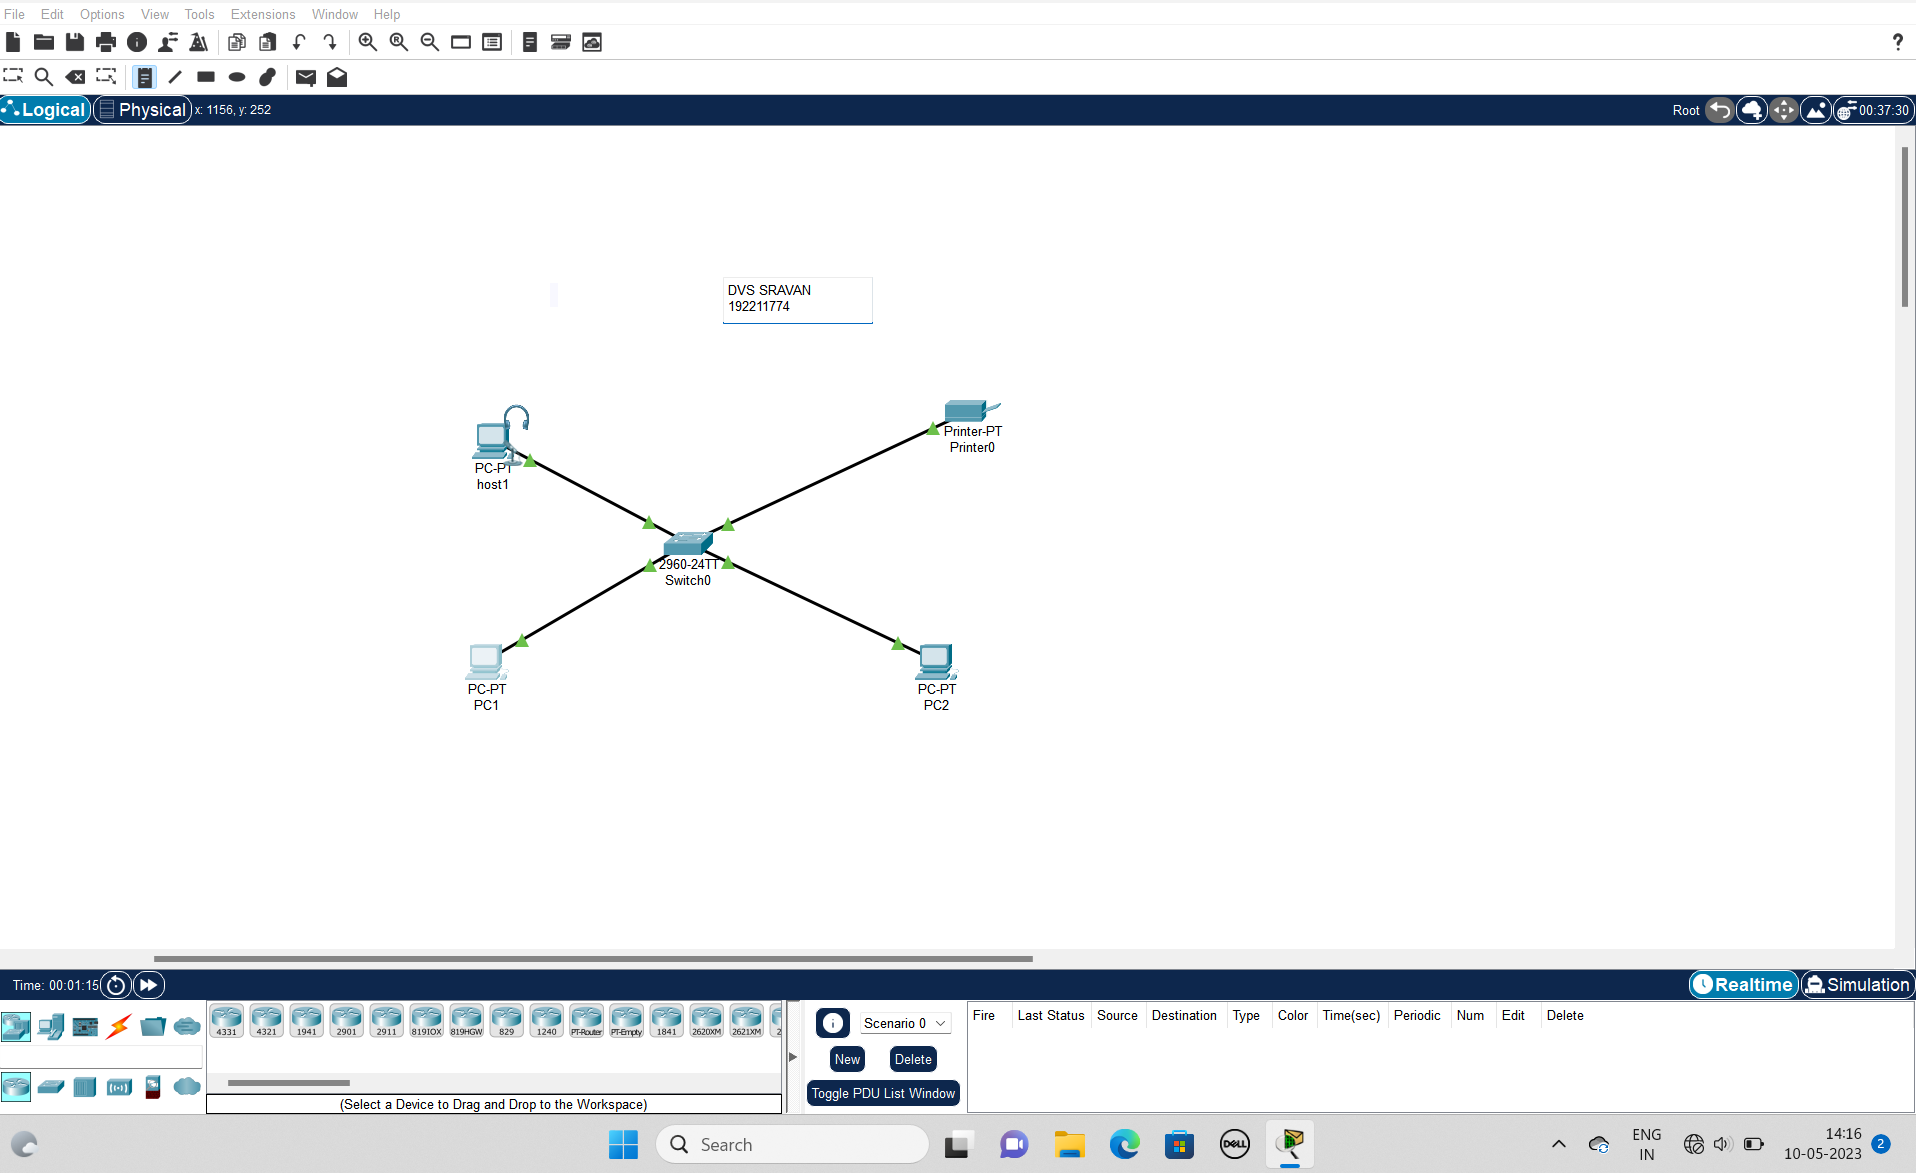 File Edit Options View Tools Extensions Window Help
?
Logical Physical x: 1156, y: 252 Root 00:37:30
DVS SRAVAN
192211774
Printer-PT
Printer0
PC-PT
host1
2960-24TT
Switch0
PC-PT
PC1
PC-PT
PC2
Time: 00:01:15 Realtime Simulation
4331 4321 1941 2901 2911 819IOX 819HGW 829 1240 PT-Router PT-Empty 1841 2620XM 2621XM 2
(Select a Device to Drag and Drop to the Workspace)
Scenario 0
New Delete
Toggle PDU List Window
Fire Last Status Source Destination Type Color Time(sec) Periodic Num Edit Delete
Search
DELL
ENG
IN
14:16
10-05-2023
2